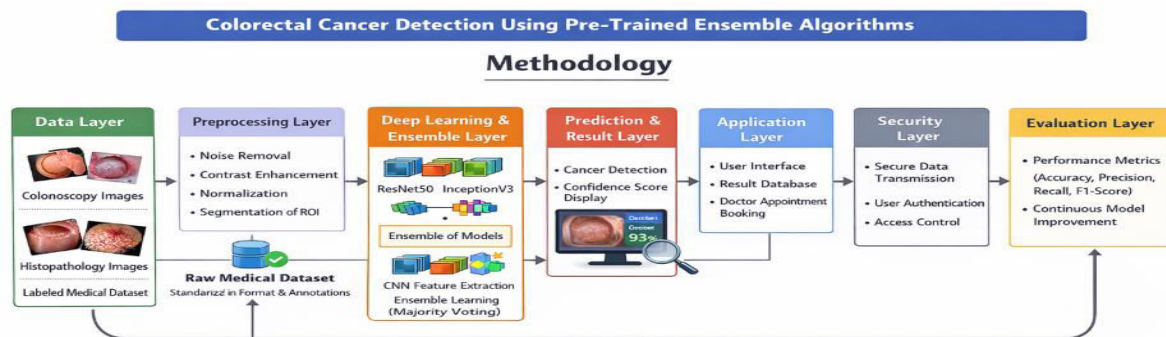 Colorectal Cancer Detection Using Pre-Trained Ensemble Algorithms
Methodology
Data Layer
Colonoscopy Images
Histopathology Images
Labeled Medical Dataset
Preprocessing Layer
• Noise Removal
• Contrast Enhancement
• Normalization
• Segmentation of ROI
Raw Medical Dataset
in Format & Annotations
Deep Learning &
Ensemble Layer
ResNet50 InceptionV3
Ensemble of Models
CNN Feature Extraction
Ensemble Learning
(Majority Voting)
Prediction &
Result Layer
• Cancer Detection
• Confidence Score
Display
93%
Application
Layer
• User Interface
• Result Database
• Doctor Appointment
Booking
Security
Layer
• Secure Data
Transmission
• User Authentication
• Access Control
Evaluation Layer
• Performance Metrics
(Accuracy, Precision,
Recall, F1-Score)
• Continuous Model
Improvement